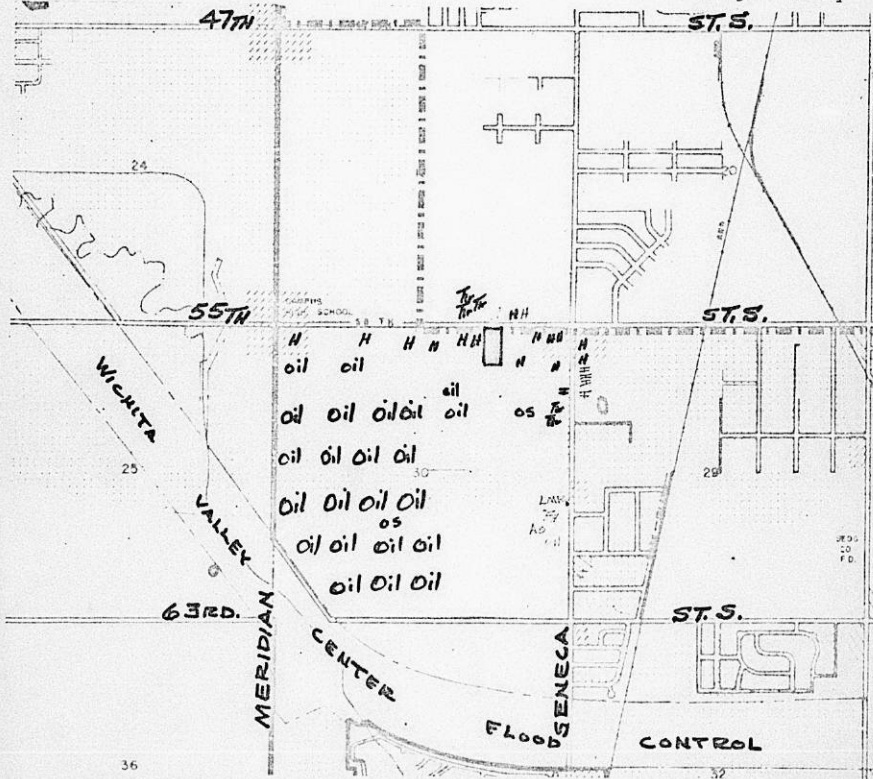 47TH ST. S.
24
20
55TH ST. S.
SCHOOL
H H
H H H H H H H H H H H
oil oil H H H
oil H
oil oil oil oil oil OS
oil oil oil oil
25 30 29
oil oil oil oil
OS
oil oil oil oil
oil oil oil
63RD. ST. S.
WICHITA
VALLEY
CENTER
FLOOD
CONTROL
MERIDIAN
SENECA
36
32